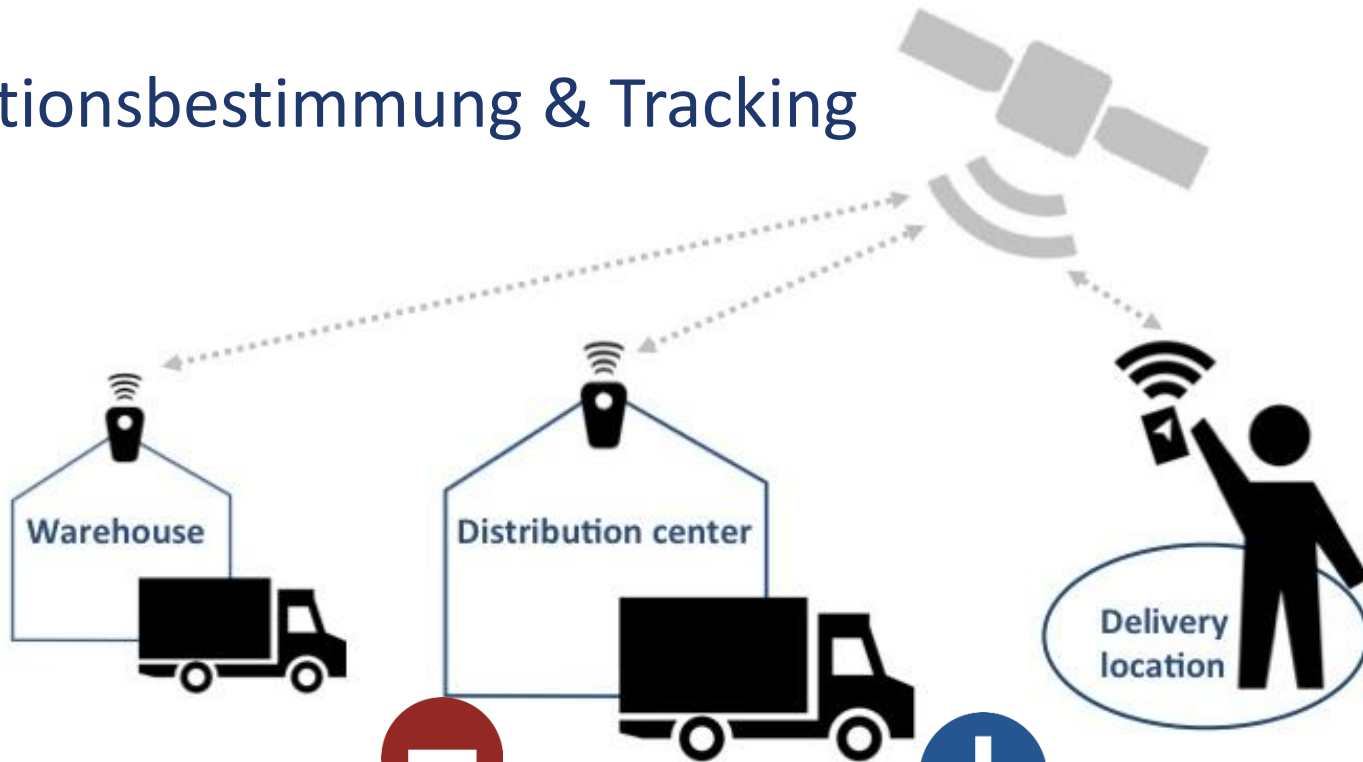 tionsbestimmung & Tracking
Warehouse
Distribution center
Delivery
location